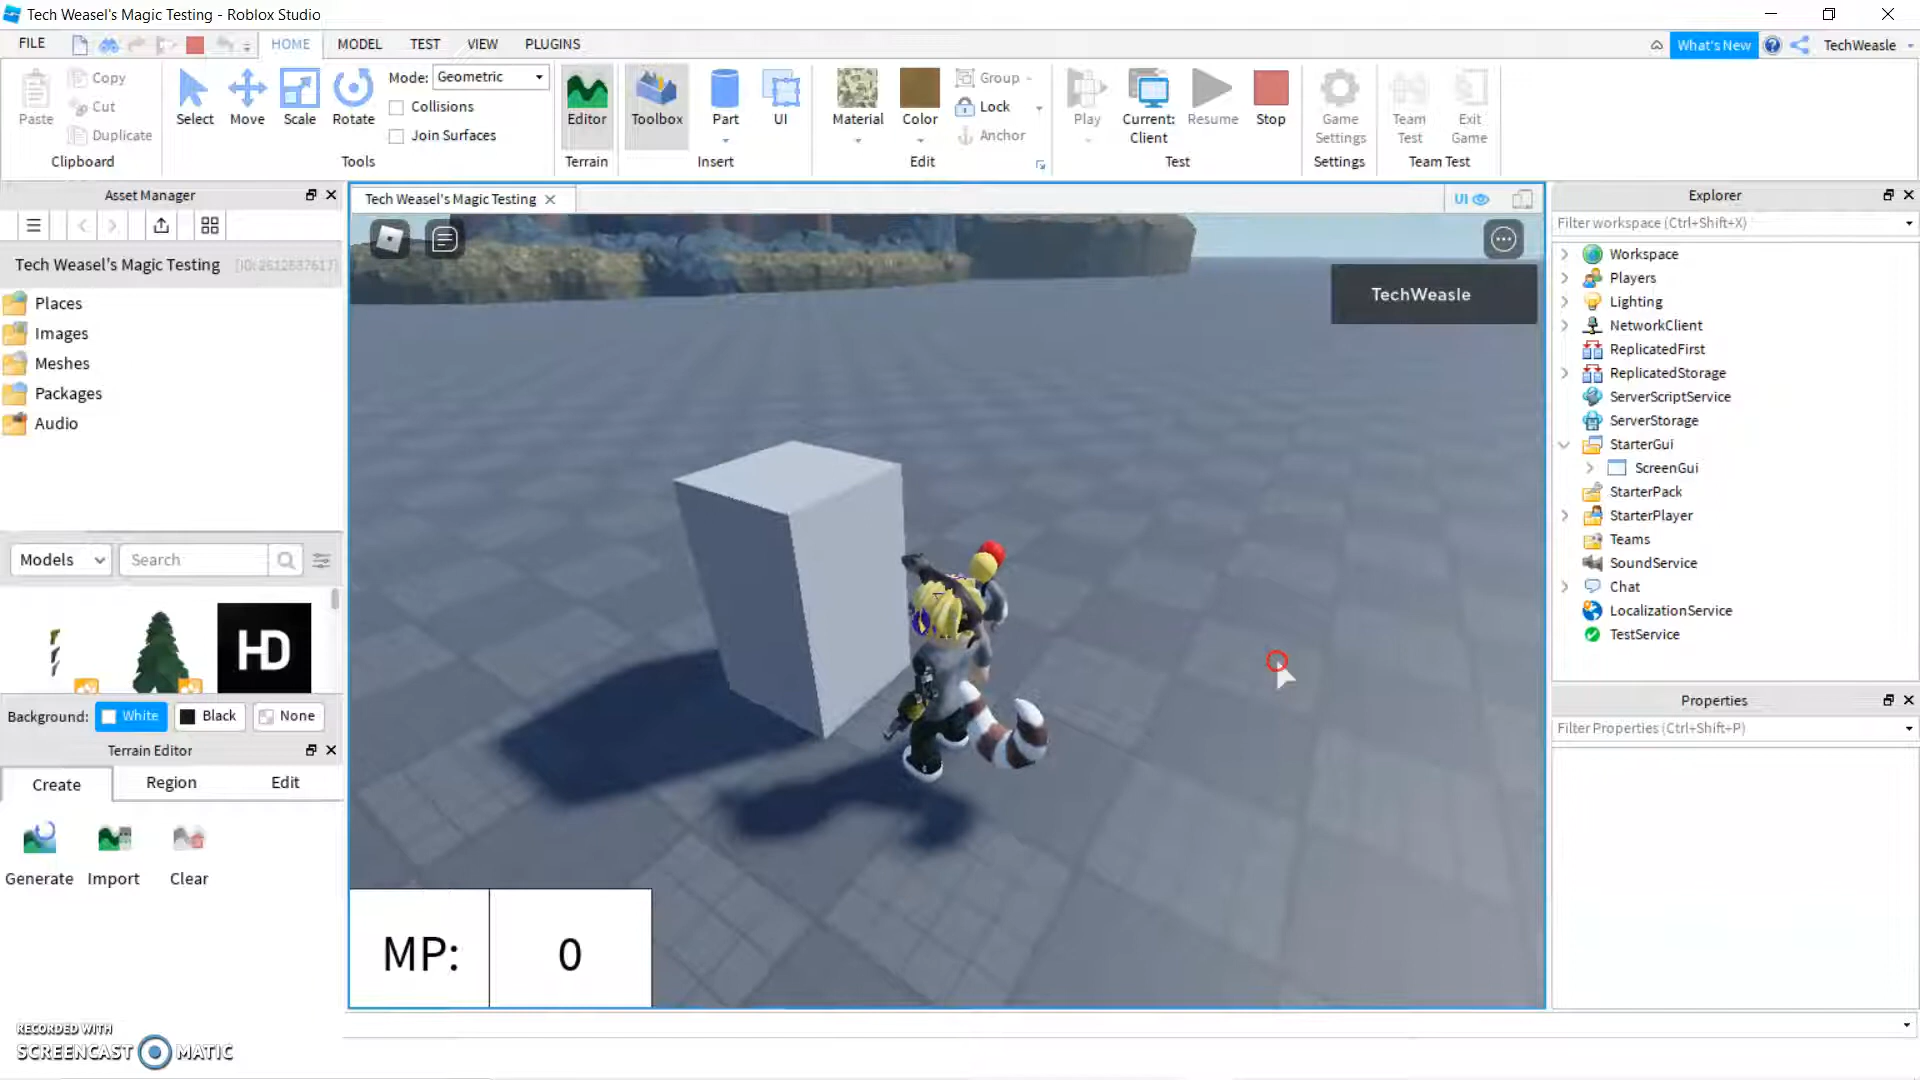 Tech Weasel's Magic Testing - Roblox Studio
FILE HOME MODEL TEST VIEW PLUGINS What's New TechWeasle
Paste Copy Cut Duplicate Clipboard
Select Move Scale Rotate Mode: Geometric Collisions Join Surfaces Tools
Editor Terrain
Toolbox Part UI Insert
Material Color Group Lock Anchor Edit
Play Current: Client Resume Stop Test
Game Settings Settings
Team Test Exit Game Team Test
Asset Manager
Tech Weasel's Magic Testing
Places
Images
Meshes
Packages
Audio
Models Search
HD
Background: White Black None
Terrain Editor
Create Region Edit
Generate Import Clear
RECORDED WITH
SCREENCAST MATIC
Tech Weasel's Magic Testing UI
TechWeasle
MP: 0
Explorer
Filter workspace (Ctrl+Shift+X)
Workspace
Players
Lighting
NetworkClient
ReplicatedFirst
ReplicatedStorage
ServerScriptService
ServerStorage
StarterGui
ScreenGui
StarterPack
StarterPlayer
Teams
SoundService
Chat
LocalizationService
TestService
Properties
Filter Properties (Ctrl+Shift+P)